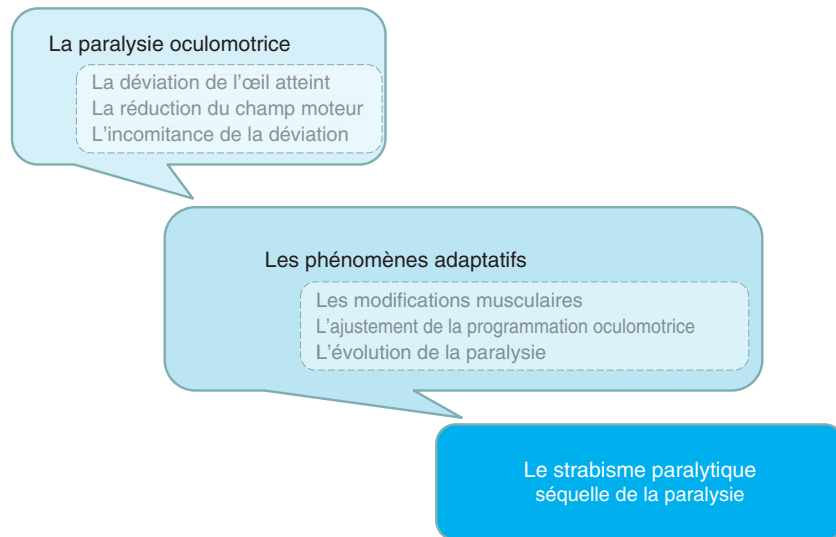 La paralysie oculomotrice
La déviation de l'œil atteint
La réduction du champ moteur
L'incomitance de la déviation
Les phénomènes adaptatifs
Les modifications musculaires
L'ajustement de la programmation oculomotrice
L'évolution de la paralysie
Le strabisme paralytique
séquelle de la paralysie